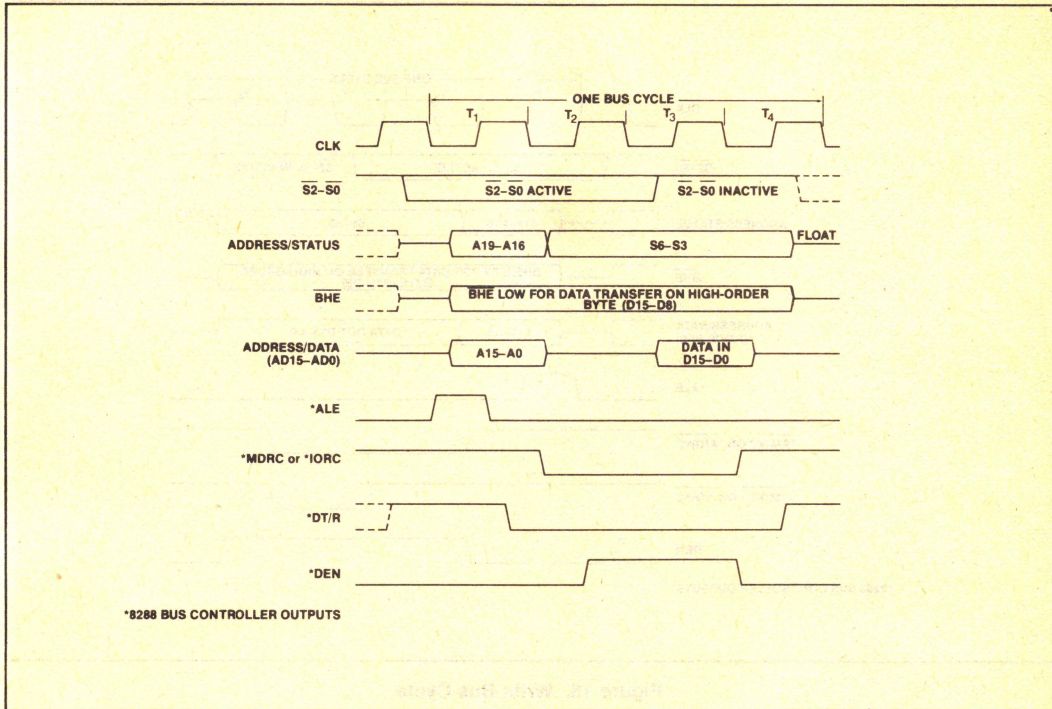 ONE BUS CYCLE
T1 T2 T3 T4
CLK
S2–S0 S2–S0 ACTIVE S2–S0 INACTIVE
ADDRESS/STATUS A19–A16 S6–S3 FLOAT
BHE BHE LOW FOR DATA TRANSFER ON HIGH-ORDER
BYTE (D15–D8)
ADDRESS/DATA
(AD15–AD0) A15–A0 DATA IN
D15–D0
*ALE
*MDRC or *IORC
*DT/R
*DEN
*8288 BUS CONTROLLER OUTPUTS